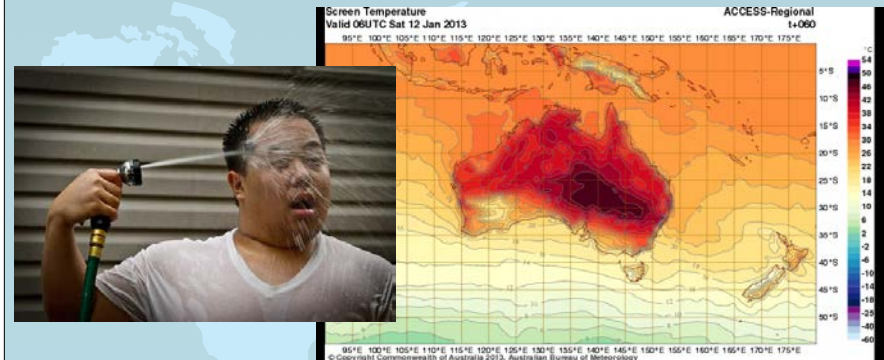 Screen Temperature
Valid 06UTC Sat 12 Jan 2013
ACCESS-Regional
t+060
95°E 100°E 105°E 110°E 115°E 120°E 125°E 130°E 135°E 140°E 145°E 150°E 155°E 160°E 165°E 170°E 175°E
°C
54
50
46
42
38
34
30
26
22
18
14
10
6
2
-2
-6
-10
-14
-18
-25
-40
-60
5°S
10°S
15°S
20°S
25°S
30°S
35°S
40°S
45°S
50°S
95°E 100°E 105°E 110°E 115°E 120°E 125°E 130°E 135°E 140°E 145°E 150°E 155°E 160°E 165°E 170°E 175°E
© Copyright Commonwealth of Australia 2013, Australian Bureau of Meteorology